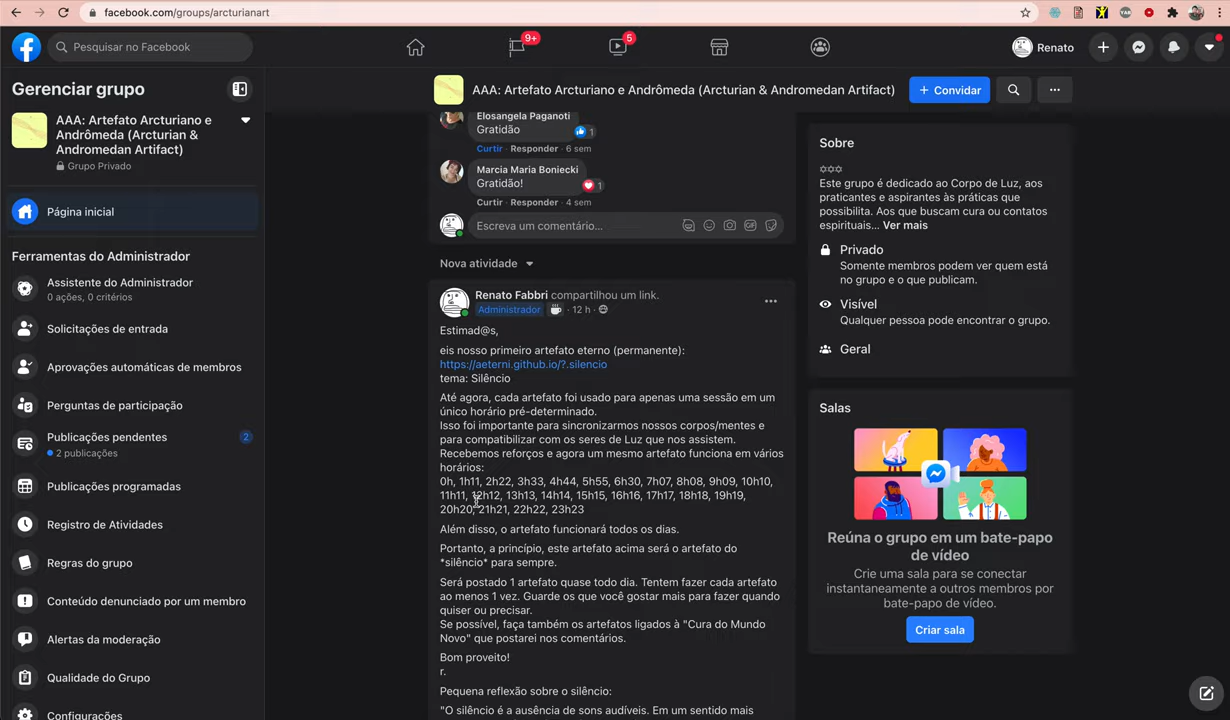 facebook.com/groups/arcturianart
Pesquisar no Facebook
9+
5
Renato
Gerenciar grupo
AAA: Artefato Arcturiano e
Andrômeda (Arcturian &
Andromedan Artifact)
Grupo Privado
Página inicial
Ferramentas do Administrador
Assistente do Administrador
0 ações, 0 critérios
Solicitações de entrada
Aprovações automáticas de membros
Perguntas de participação
Publicações pendentes
2
2 publicações
Publicações programadas
Registro de Atividades
Regras do grupo
Conteúdo denunciado por um membro
Alertas da moderação
Qualidade do Grupo
Configurações
AAA: Artefato Arcturiano e Andrômeda (Arcturian & Andromedan Artifact)
+ Convidar
Elosangela Paganoti
Gratidão
1
Curtir · Responder · 6 sem
Marcia Maria Boniecki
Gratidão!
1
Curtir · Responder · 4 sem
Escreva um comentário...
Nova atividade
Renato Fabbri compartilhou um link.
Administrador · 12 h ·
Estimad@s,
eis nosso primeiro artefato eterno (permanente):
https://aeterni.github.io/?.silencio
tema: Silêncio
Até agora, cada artefato foi usado para apenas uma sessão em um
único horário pré-determinado.
Isso foi importante para sincronizarmos nossos corpos/mentes e
para compatibilizar com os seres de Luz que nos assistem.
Recebemos reforços e agora um mesmo artefato funciona em vários
horários:
0h, 1h11, 2h22, 3h33, 4h44, 5h55, 6h30, 7h07, 8h08, 9h09, 10h10,
11h11, 12h12, 13h13, 14h14, 15h15, 16h16, 17h17, 18h18, 19h19,
20h20, 21h21, 22h22, 23h23
Além disso, o artefato funcionará todos os dias.
Portanto, a princípio, este artefato acima será o artefato do
*silêncio* para sempre.
Será postado 1 artefato quase todo dia. Tentem fazer cada artefato
ao menos 1 vez. Guarde os que você gostar mais para fazer quando
quiser ou precisar.
Se possível, faça também os artefatos ligados à "Cura do Mundo
Novo" que postarei nos comentários.
Bom proveito!
r.
Pequena reflexão sobre o silêncio:
"O silêncio é a ausência de sons audíveis. Em um sentido mais
Sobre
✡✡✡
Este grupo é dedicado ao Corpo de Luz, aos
praticantes e aspirantes às práticas que
possibilita. Aos que buscam cura ou contatos
espirituais... Ver mais
Privado
Somente membros podem ver quem está
no grupo e o que publicam.
Visível
Qualquer pessoa pode encontrar o grupo.
Geral
Salas
Reúna o grupo em um bate-papo
de vídeo
Crie uma sala para se conectar
instantaneamente a outros membros por
bate-papo de vídeo.
Criar sala